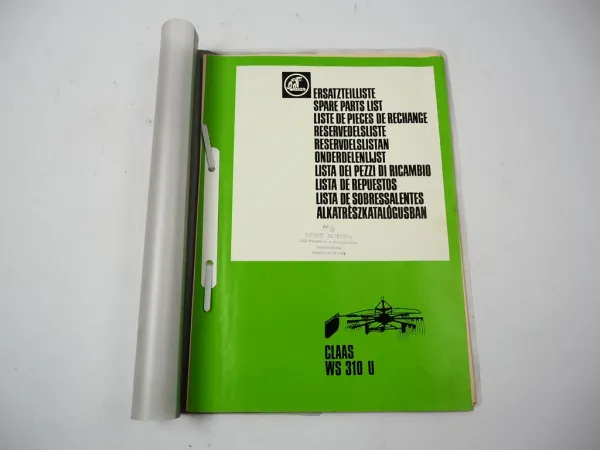 ERSATZTEILLISTE
SPARE PARTS LIST
LISTE DE PIECES DE RECHANGE
RESERVEDELSLISTE
RESERVDELSLISTAN
ONDERDELENLIJST
LISTA DEI PEZZI DI RICAMBIO
LISTA DE REPUESTOS
LISTA DE SOBRESSALENTES
ALKATRÉSZKATALÓGUSBAN
CLAAS
WS 310 U